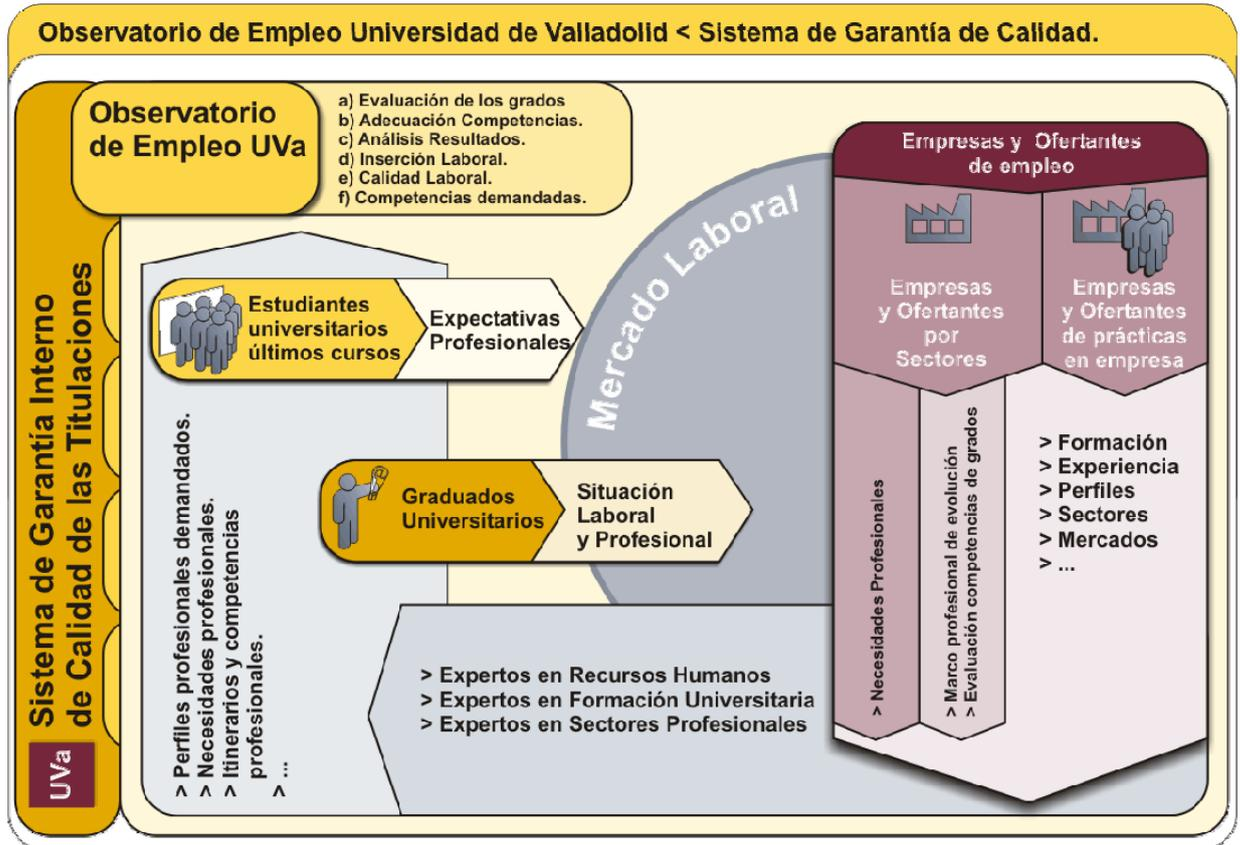 Observatorio de Empleo Universidad de Valladolid < Sistema de Garantía de Calidad.
Observatorio
de Empleo UVa
a) Evaluación de los grados
b) Adecuación Competencias.
c) Análisis Resultados.
d) Inserción Laboral.
e) Calidad Laboral.
f) Competencias demandadas.
Sistema de Garantía Interno
de Calidad de las Titulaciones
UVa
Estudiantes
universitarios
últimos cursos
Expectativas
Profesionales
Graduados
Universitarios
Situación
Laboral
y Profesional
Mercado Laboral
> Perfiles profesionales demandados.
> Necesidades profesionales.
> Itinerarios y competencias
profesionales.
> ...
> Expertos en Recursos Humanos
> Expertos en Formación Universitaria
> Expertos en Sectores Profesionales
Empresas y Ofertantes
de empleo
Empresas
y Ofertantes
por
Sectores
Empresas
y Ofertantes
de prácticas
en empresa
> Necesidades Profesionales
> Marco profesional de evolución
> Evaluación competencias de grados
> Formación
> Experiencia
> Perfiles
> Sectores
> Mercados
> ...